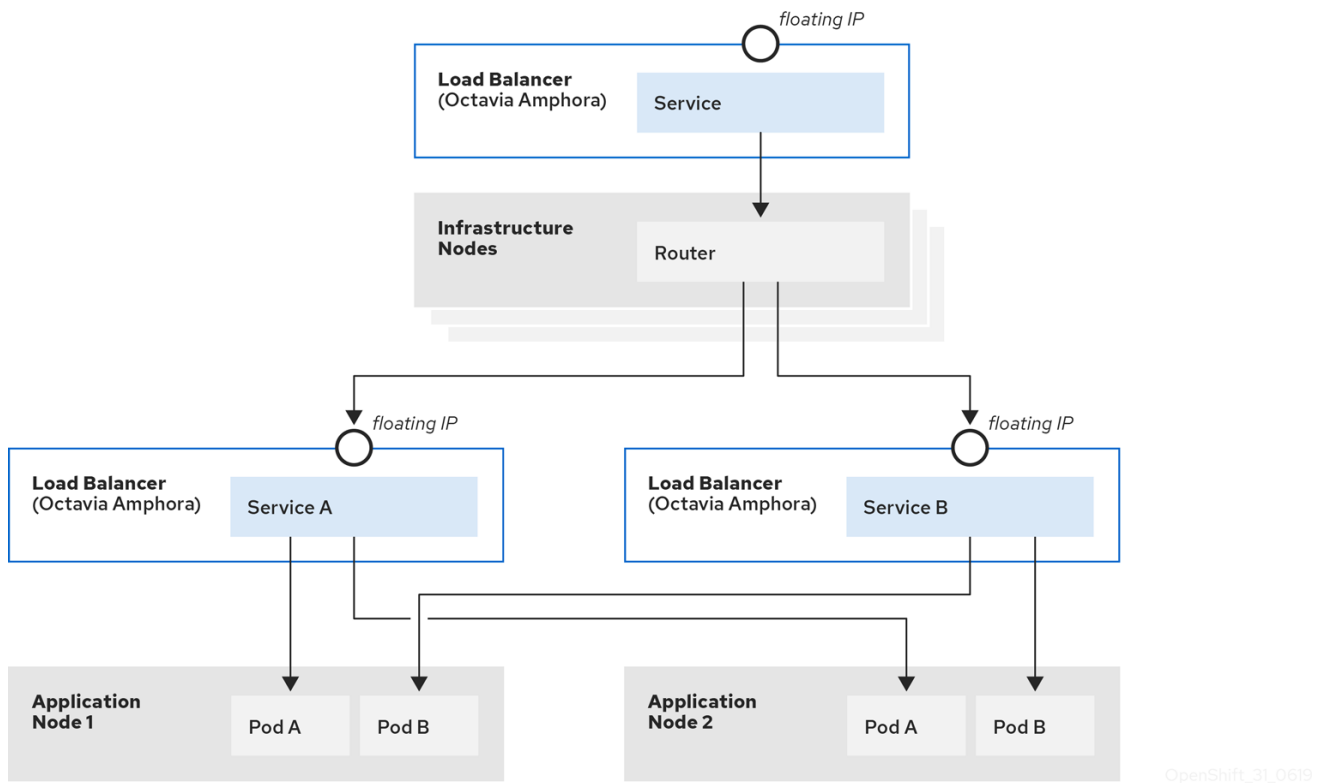 floating IP
Load Balancer
(Octavia Amphora)
Service
Infrastructure
Nodes
Router
floating IP
Load Balancer
(Octavia Amphora)
Service A
floating IP
Load Balancer
(Octavia Amphora)
Service B
Application
Node 1
Pod A
Pod B
Application
Node 2
Pod A
Pod B
OpenShift_31_0619